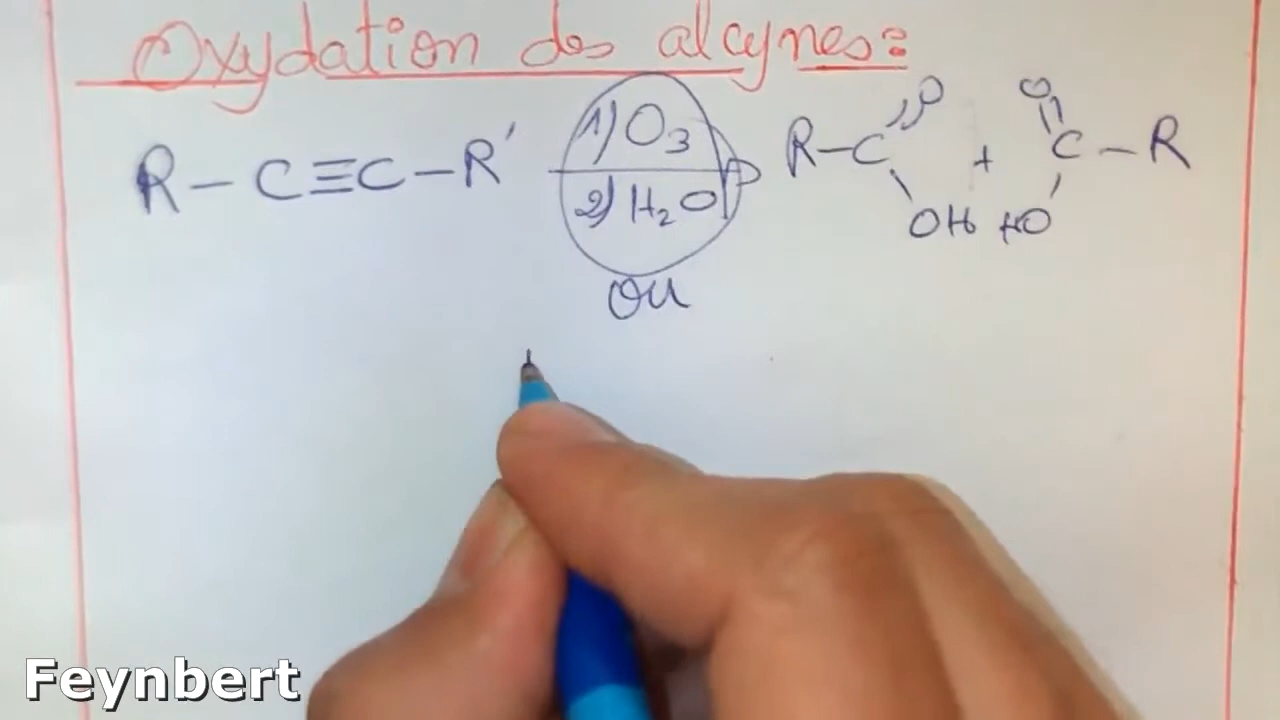 Oxydation des alcynes:
R-C≡C-R' 1) O3 2) H2O R-C=O OH + O=C-R HO
ou
Feynbert